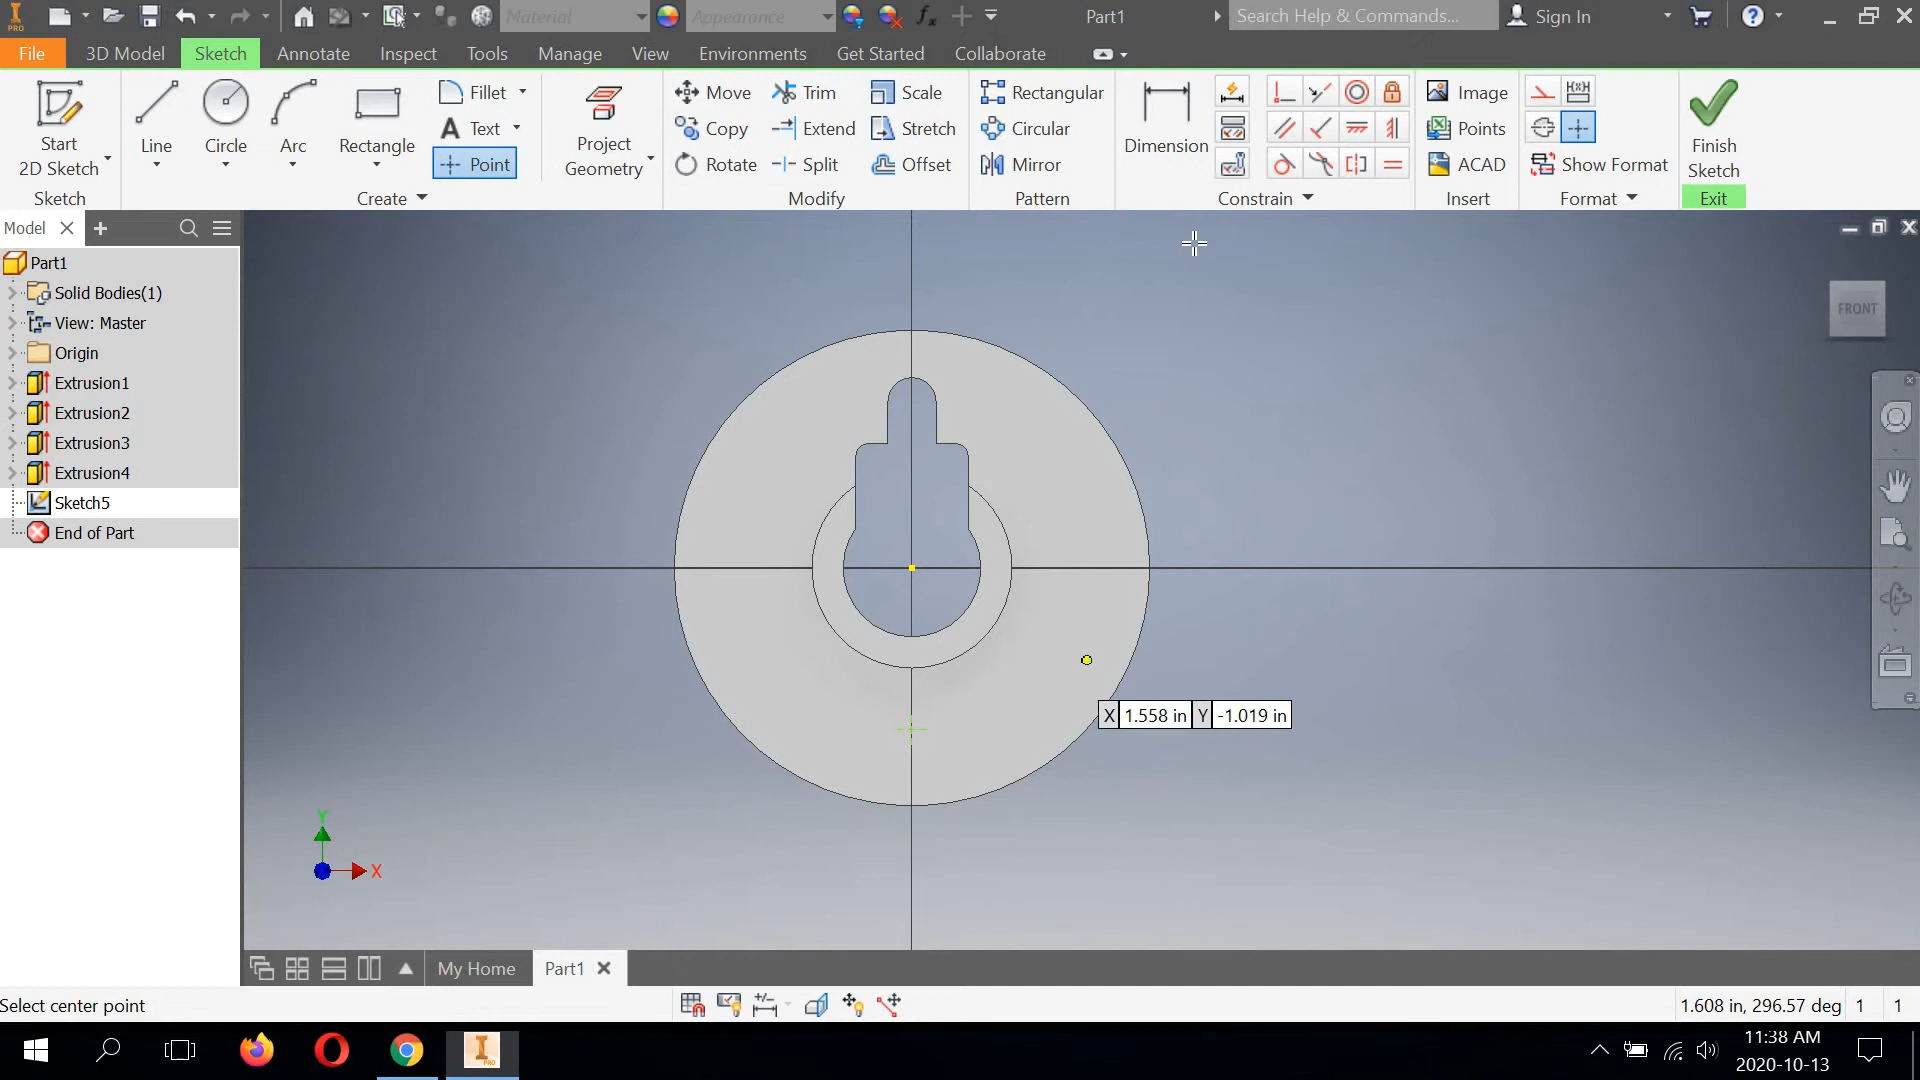 PRO
Material
Appearance
Part1
Search Help & Commands...
Sign In
File
3D Model
Sketch
Annotate
Inspect
Tools
Manage
View
Environments
Get Started
Collaborate
Start
2D Sketch
Line
Circle
Arc
Rectangle
Fillet
Text
Point
Project
Geometry
Move
Copy
Rotate
Trim
Extend
Split
Scale
Stretch
Offset
Rectangular
Circular
Mirror
Dimension
Image
Points
ACAD
Show Format
Finish
Sketch
Sketch
Create
Modify
Pattern
Constrain
Insert
Format
Exit
Model
Part1
Solid Bodies(1)
View: Master
Origin
Extrusion1
Extrusion2
Extrusion3
Extrusion4
Sketch5
End of Part
FRONT
X 1.558 in Y -1.019 in
Y
X
My Home
Part1
Select center point
1.608 in, 296.57 deg 1 1
PRO
11:38 AM
2020-10-13